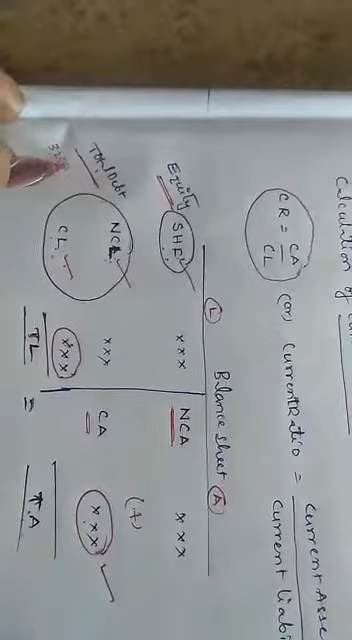 Calculation of
CR = CA / CL (or) Current Ratio = Current Asse / Current liabi
Balance sheet
L A
Equity SHF xxx NCA xxx
(+)
Total Debt NCL xxx CA xxx
CL xxx
TL = T.A